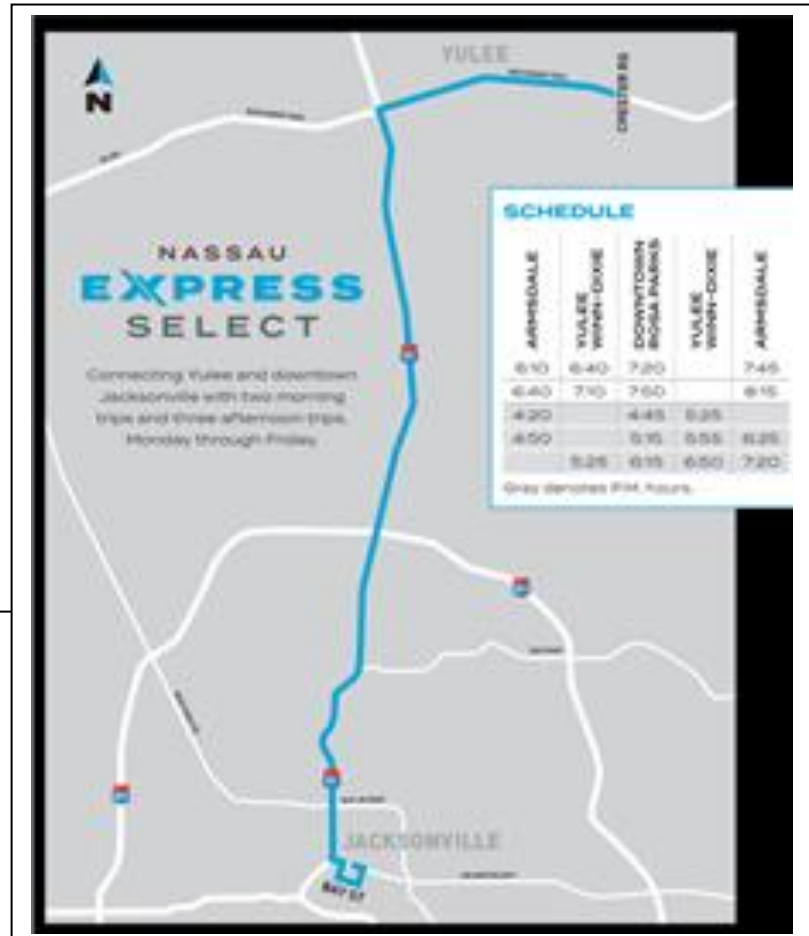 YULEE
CHESTER RD
N
NASSAU
EXPRESS
SELECT
Connecting Yulee and downtown
Jacksonville with two morning
trips and three afternoon trips,
Monday through Friday.
SCHEDULE
ARMSDALE YULEE WINN-DIXIE DOWNTOWN ROSA PARKS YULEE WINN-DIXIE ARMSDALE
6:10 6:40 7:20 7:45
6:40 7:10 7:50 8:15
4:20 4:45 5:25
4:50 5:15 5:55 6:25
5:25 6:15 6:50 7:20
Gray denotes P.M. hours.
JACKSONVILLE
BAY ST